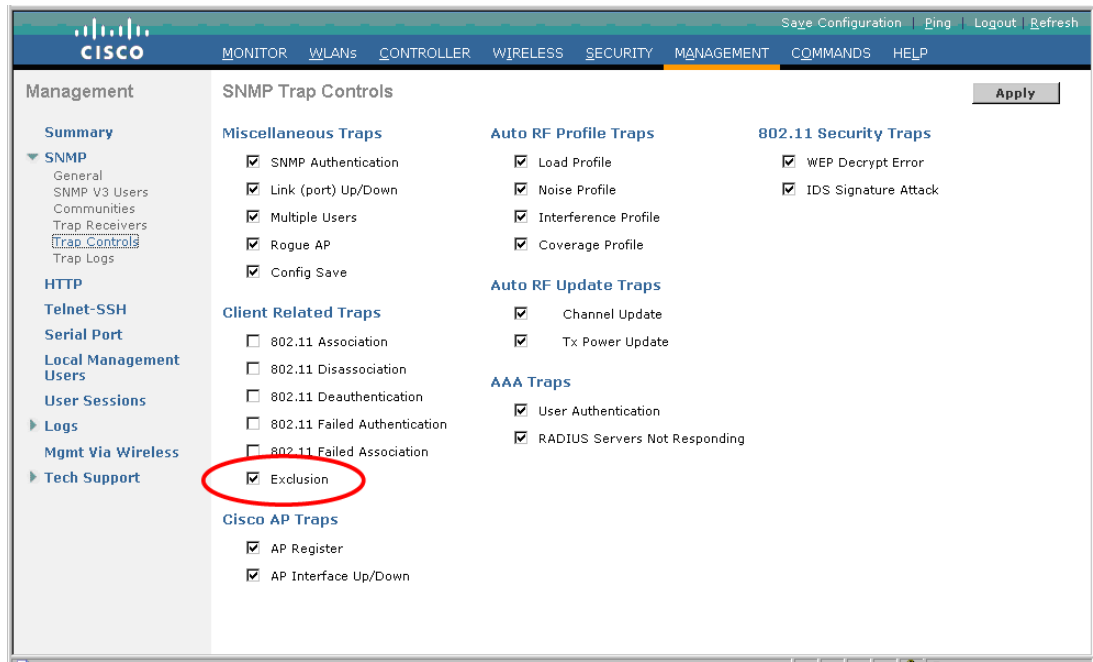 Save Configuration | Ping | Logout | Refresh
CISCO
MONITOR WLANs CONTROLLER WIRELESS SECURITY MANAGEMENT COMMANDS HELP
Management
Summary
SNMP
General
SNMP V3 Users
Communities
Trap Receivers
Trap Controls
Trap Logs
HTTP
Telnet-SSH
Serial Port
Local Management
Users
User Sessions
Logs
Mgmt Via Wireless
Tech Support
SNMP Trap Controls
Apply
Miscellaneous Traps
SNMP Authentication
Link (port) Up/Down
Multiple Users
Rogue AP
Config Save
Client Related Traps
802.11 Association
802.11 Disassociation
802.11 Deauthentication
802.11 Failed Authentication
802.11 Failed Association
Exclusion
Cisco AP Traps
AP Register
AP Interface Up/Down
Auto RF Profile Traps
Load Profile
Noise Profile
Interference Profile
Coverage Profile
Auto RF Update Traps
Channel Update
Tx Power Update
AAA Traps
User Authentication
RADIUS Servers Not Responding
802.11 Security Traps
WEP Decrypt Error
IDS Signature Attack